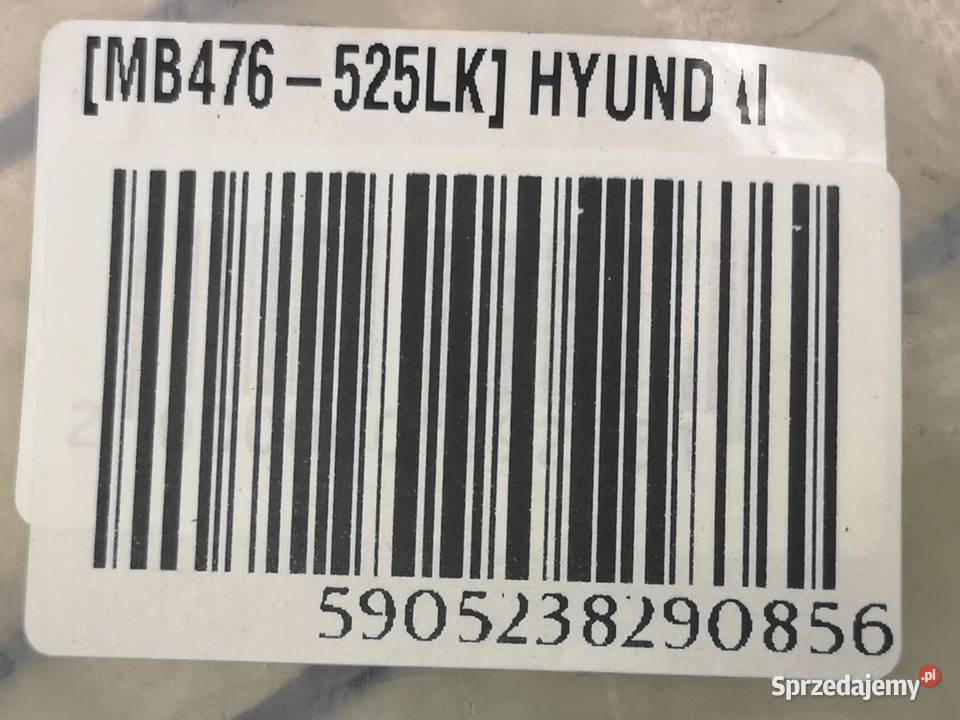 [MB476-525LK] HYUNDAI
5905238290856
Sprzedajemy.pl